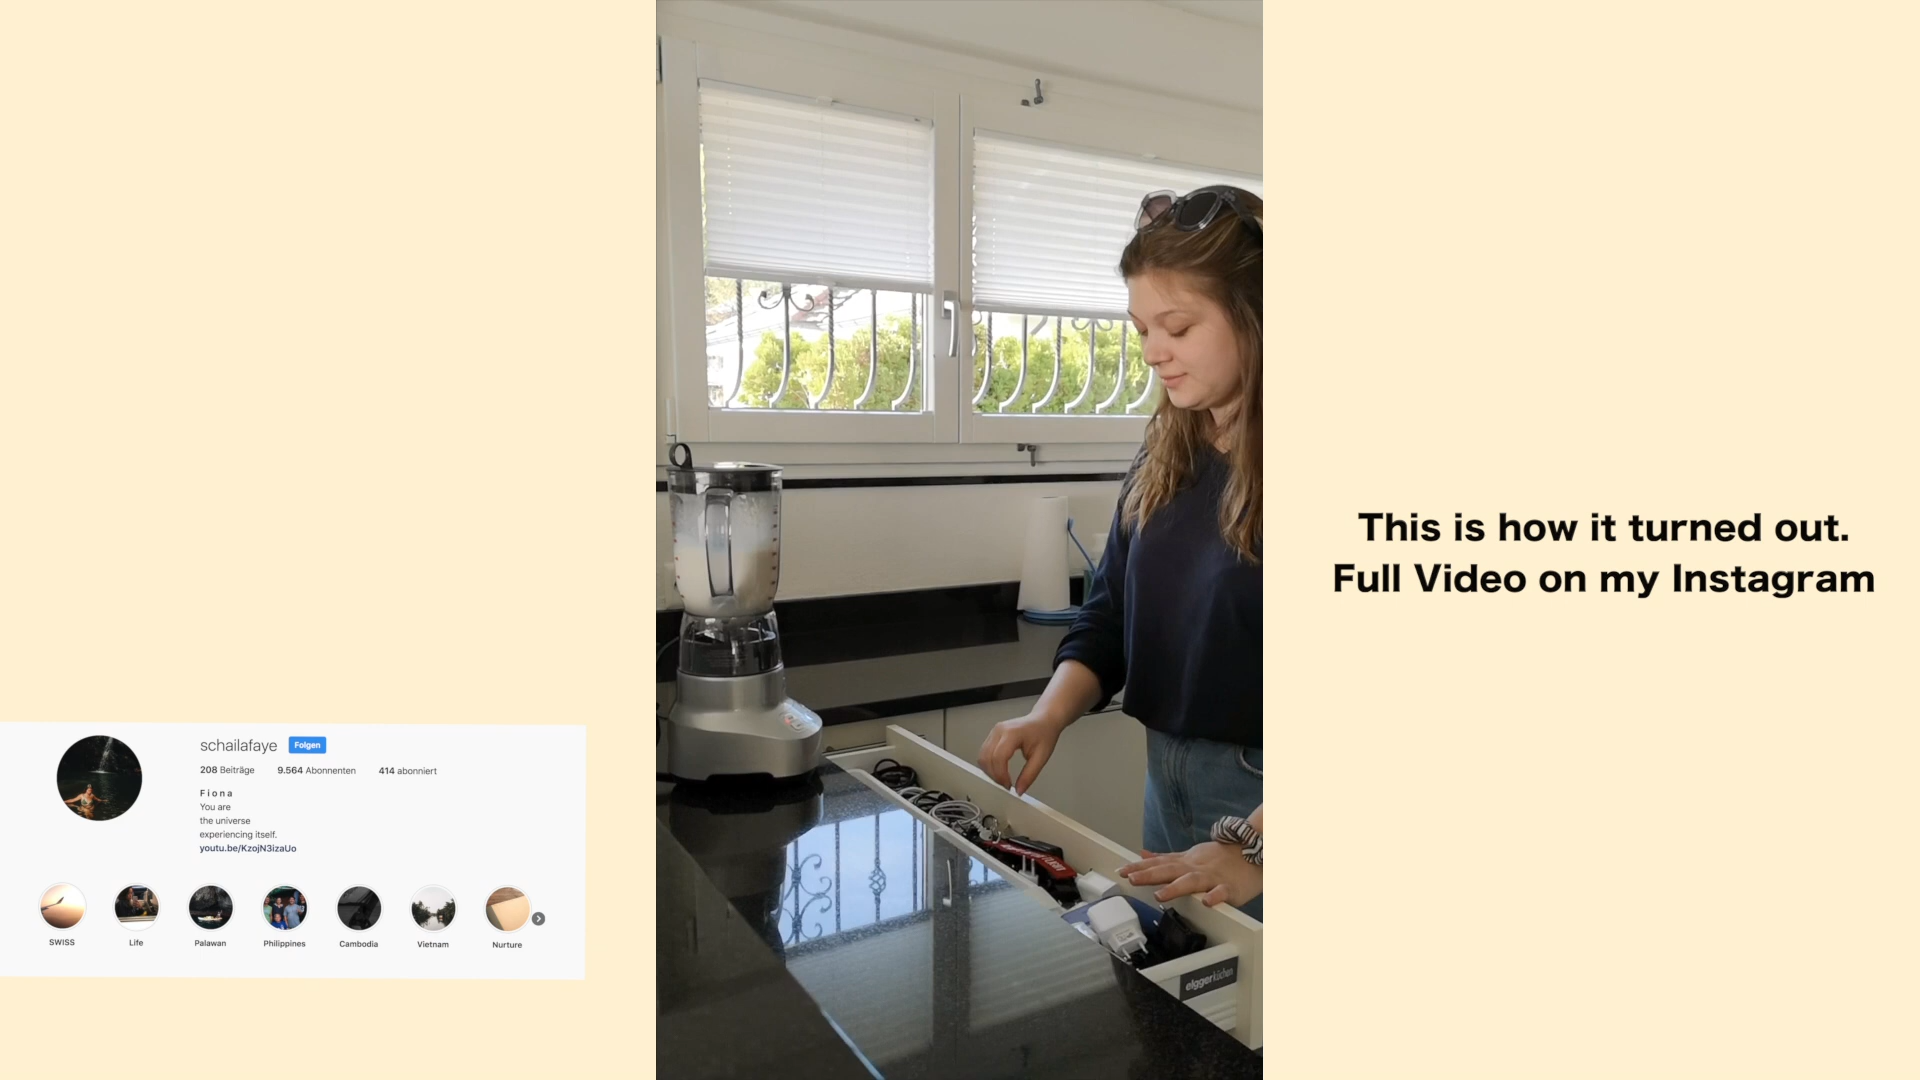 This is how it turned out.
Full Video on my Instagram
schailafaye Folgen
208 Beiträge 9.564 Abonnenten 414 abonniert
Fiona
You are
the universe
experiencing itself.
youtu.be/KzojN3izaUo
SWISS Life Palawan Philippines Cambodia Vietnam Nurture
elggerküchen